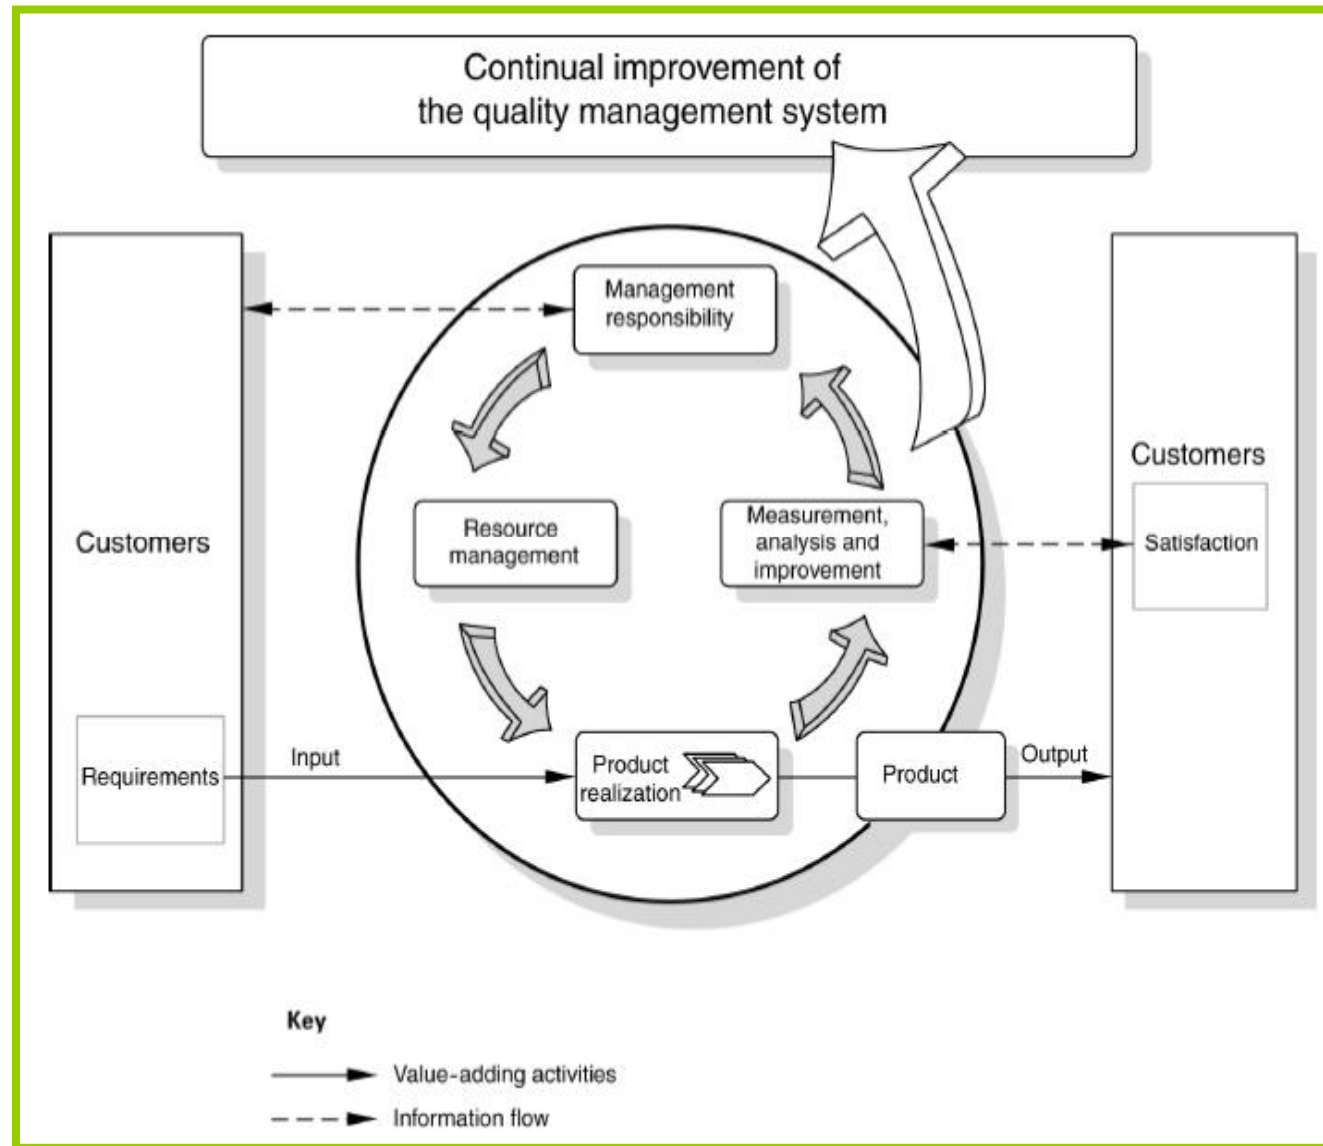 Continual improvement of
the quality management system
Management
responsibility
Customers
Resource
management
Measurement,
analysis and
improvement
Customers
Satisfaction
Requirements
Input
Product
realization
Product
Output
Key
Value-adding activities
Information flow